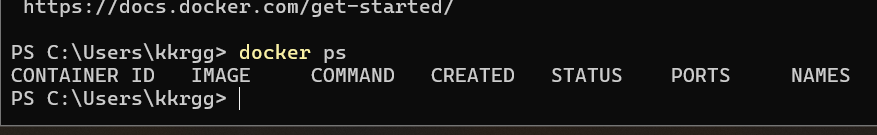 https://docs.docker.com/get-started/
PS C:\Users\kkrgg> docker ps
CONTAINER ID   IMAGE     COMMAND   CREATED   STATUS    PORTS     NAMES
PS C:\Users\kkrgg>